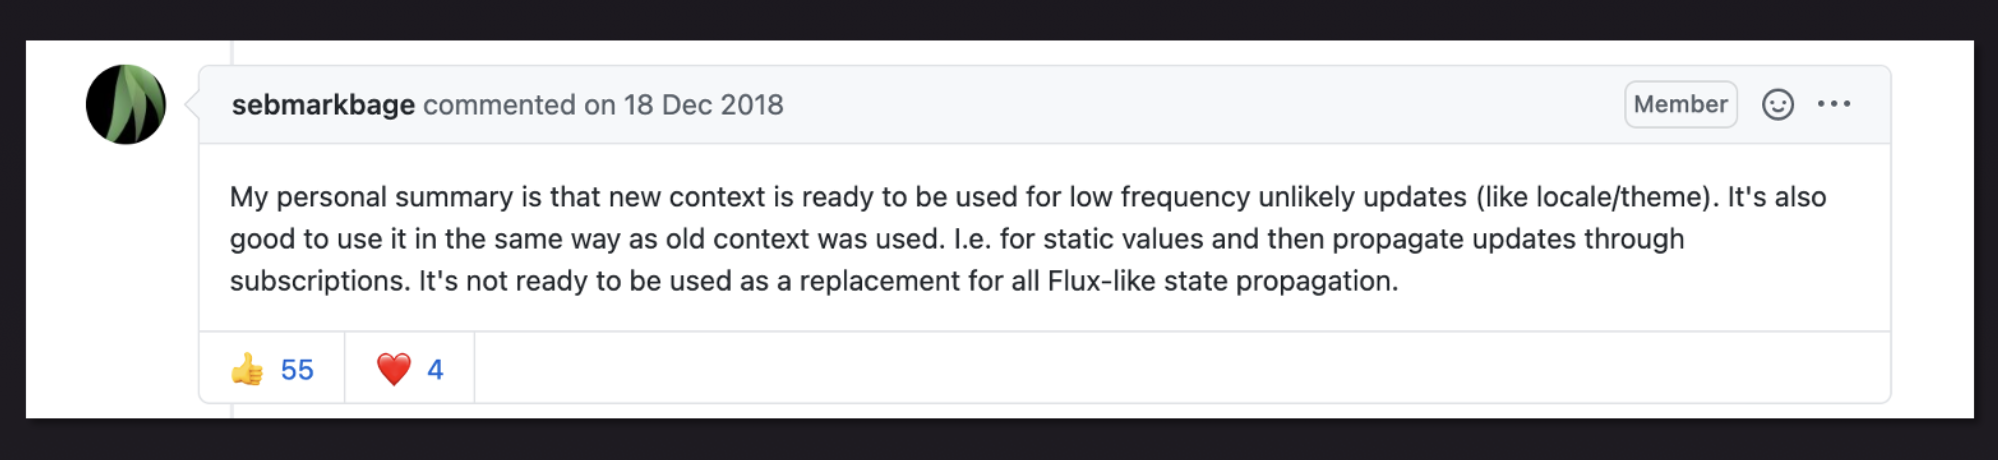 sebmarkbage commented on 18 Dec 2018
Member
My personal summary is that new context is ready to be used for low frequency unlikely updates (like locale/theme). It's also
good to use it in the same way as old context was used. I.e. for static values and then propagate updates through
subscriptions. It's not ready to be used as a replacement for all Flux-like state propagation.
👍 55 ❤️ 4